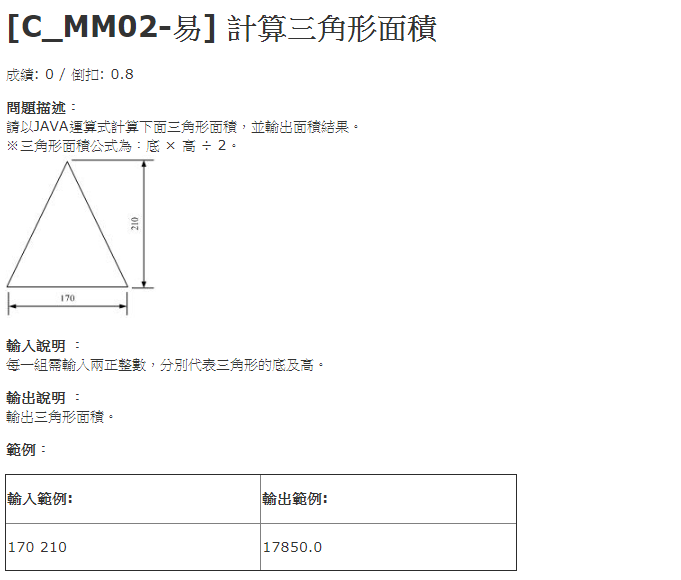 [C_MM02-易] 計算三角形面積
成績: 0 / 倒扣: 0.8
問題描述：
請以JAVA運算式計算下面三角形面積，並輸出面積結果。
※三角形面積公式為：底 × 高 ÷ 2。
210
170
輸入說明 ：
每一組需輸入兩正整數，分別代表三角形的底及高。
輸出說明 ：
輸出三角形面積。
範例：
輸入範例: 輸出範例:
170 210 17850.0